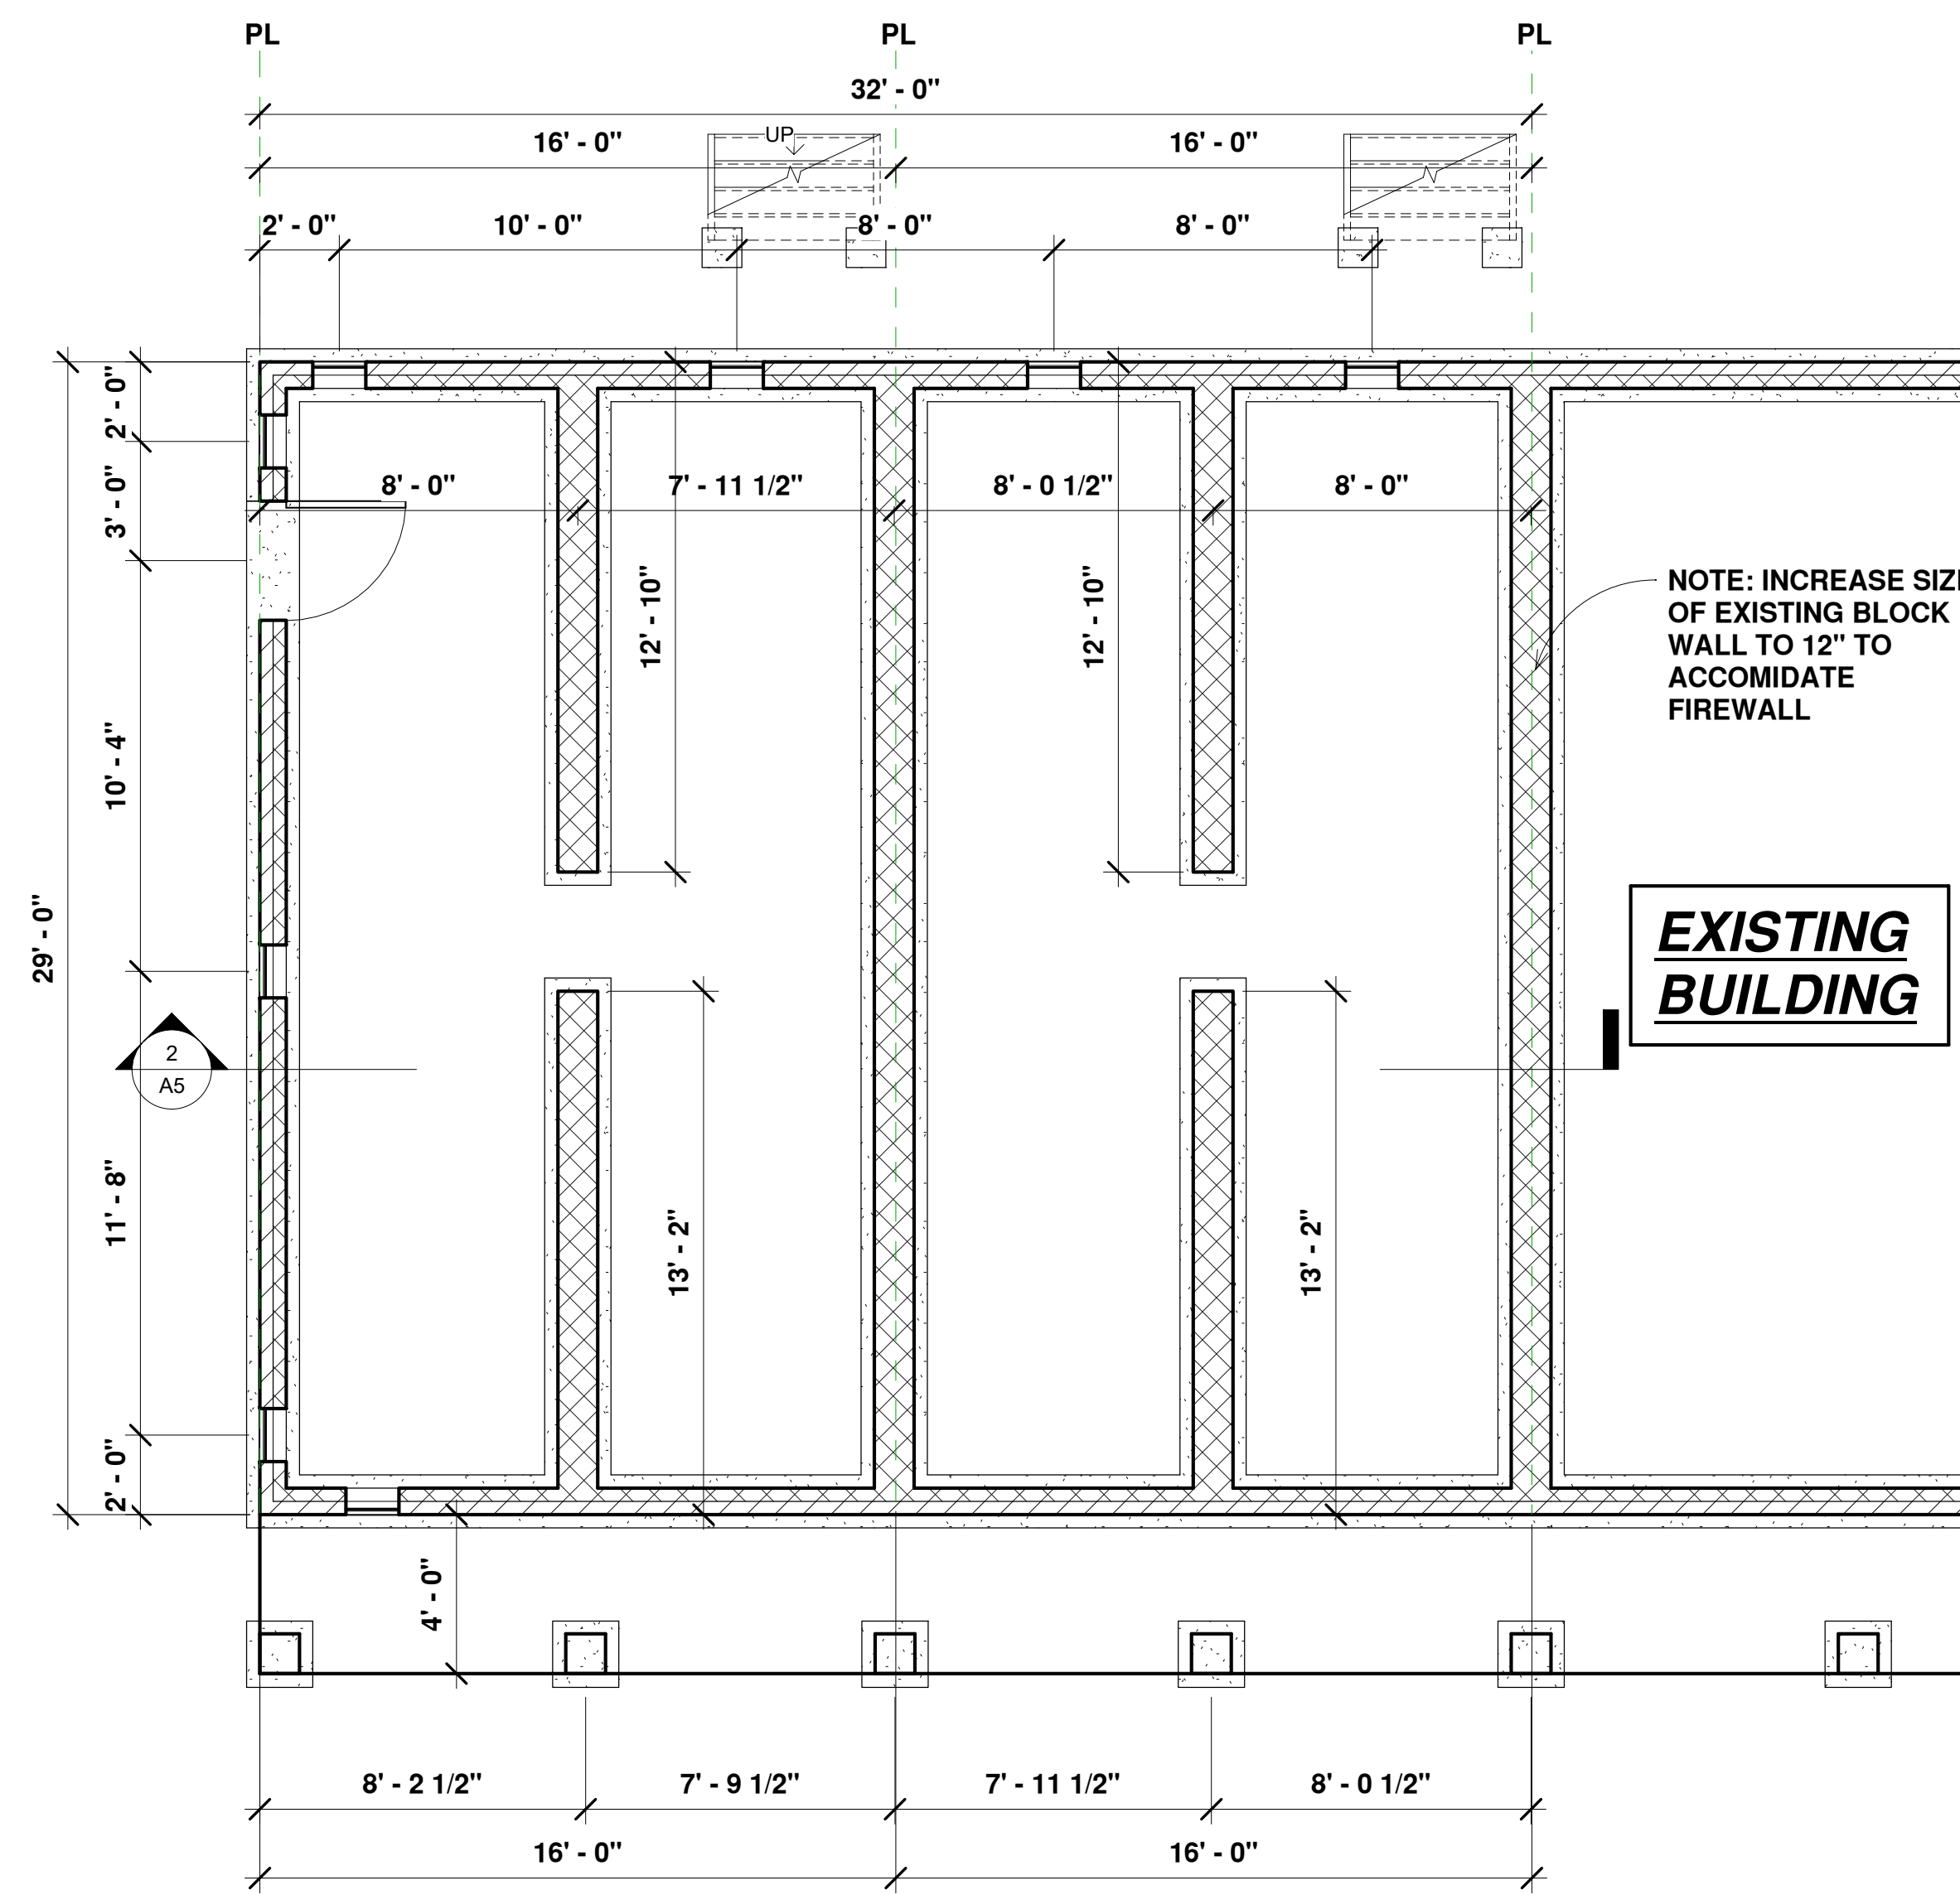 PL PL PL
32' - 0"
16' - 0" UP 16' - 0"
2' - 0" 10' - 0" 8' - 0" 8' - 0"
2' - 0"
8' - 0" 7' - 11 1/2" 8' - 0 1/2" 8' - 0"
3' - 0"
12' - 10" 12' - 10"
NOTE: INCREASE SIZ
OF EXISTING BLOCK
WALL TO 12" TO
ACCOMIDATE
FIREWALL
10' - 4"
29' - 0"
EXISTING
BUILDING
2
A5
11' - 8"
13' - 2" 13' - 2"
2' - 0"
4' - 0"
8' - 2 1/2" 7' - 9 1/2" 7' - 11 1/2" 8' - 0 1/2"
16' - 0" 16' - 0"